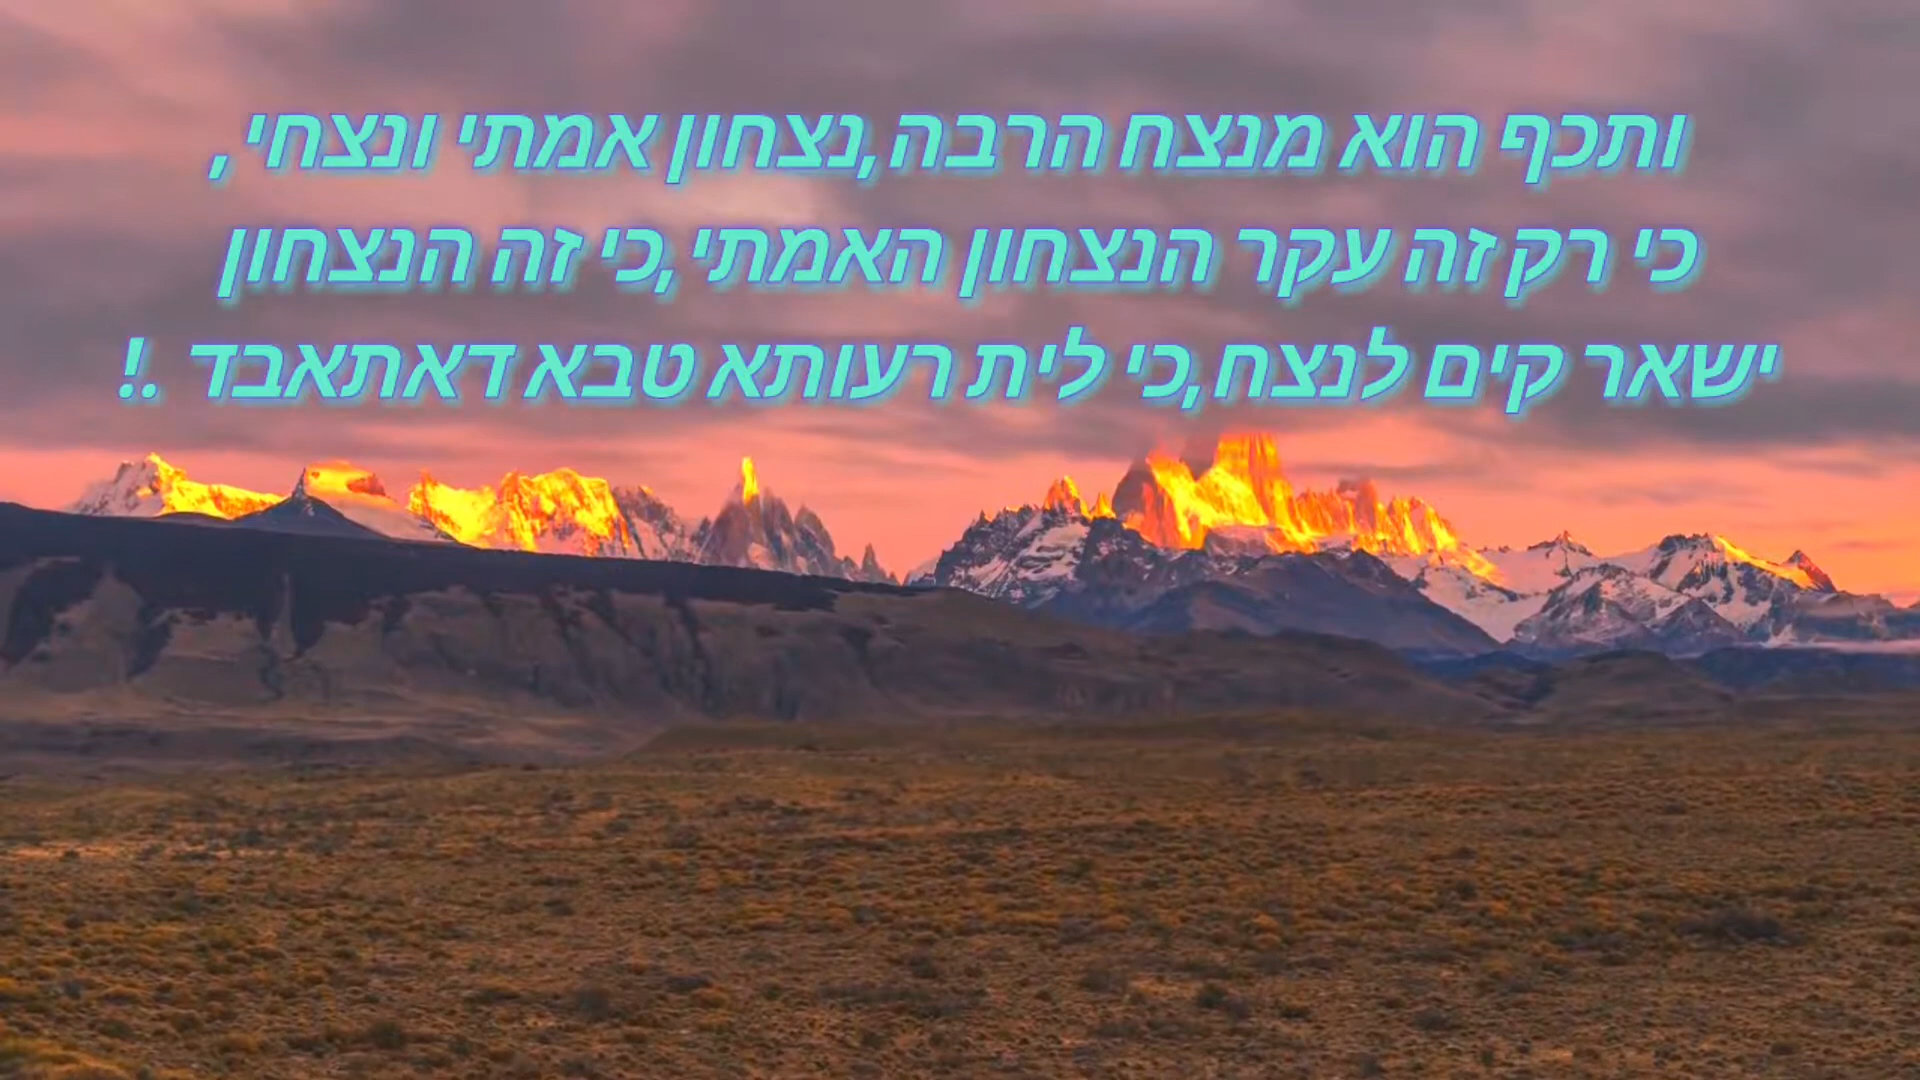 ותכף הוא מנצח הרבה,נצחון אמתי ונצחי,
כי רק זה עקר הנצחון האמתי,כי זה הנצחון
ישאר קים לנצח,כי לית רעותא טבא דאתאבד .!